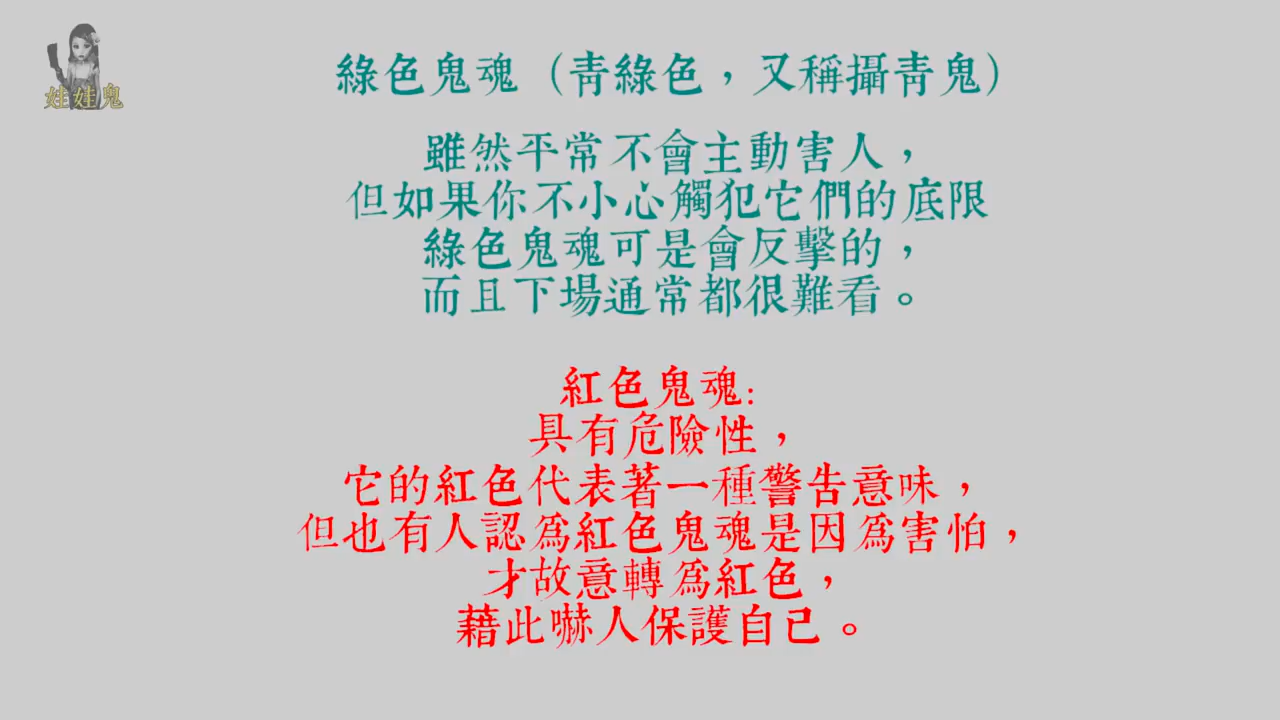 娃娃鬼
綠色鬼魂（靑綠色，又稱攝靑鬼）
雖然平常不會主動害人，
但如果你不小心觸犯它們的底限
綠色鬼魂可是會反擊的，
而且下場通常都很難看。
紅色鬼魂:
具有危險性，
它的紅色代表著一種警告意味，
但也有人認爲紅色鬼魂是因爲害怕，
才故意轉爲紅色，
藉此嚇人保護自己。